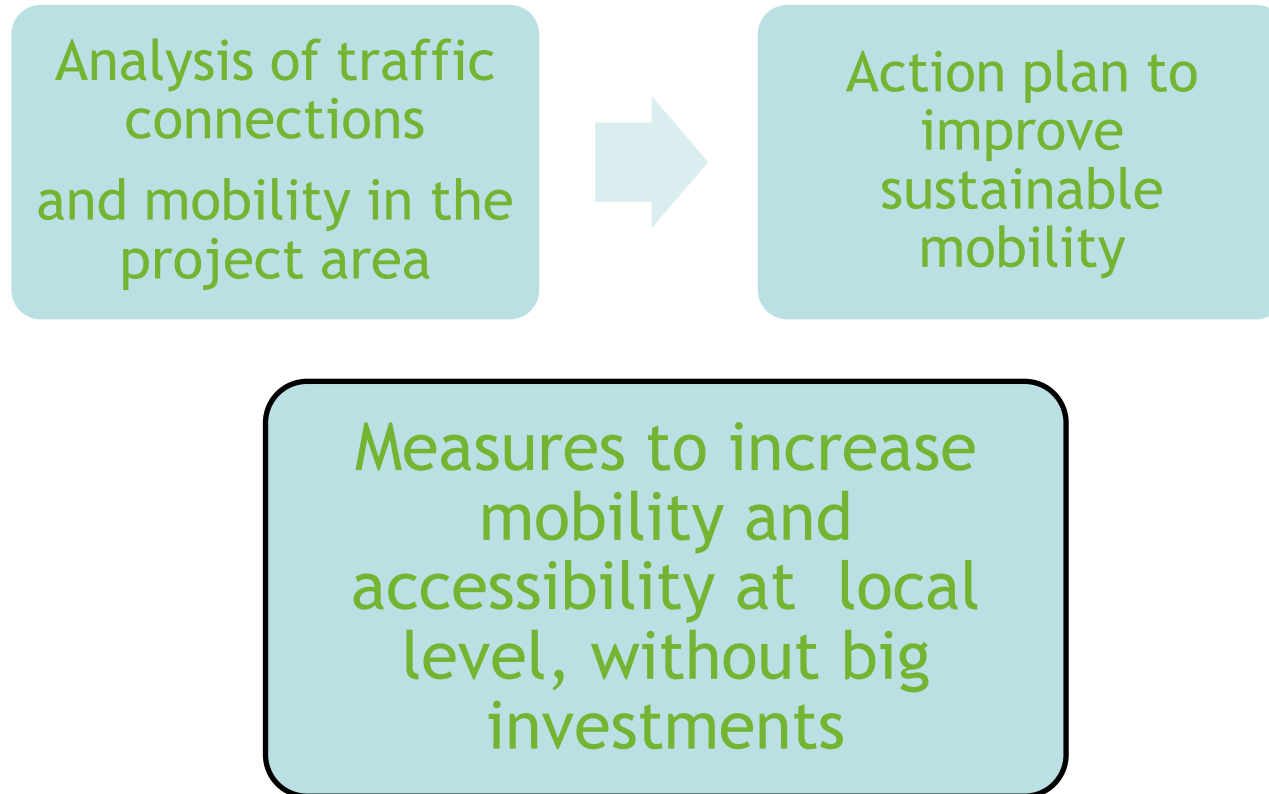 Analysis of traffic
connections
and mobility in the
project area
Action plan to
improve
sustainable
mobility
Measures to increase
mobility and
accessibility at  local
level, without big
investments